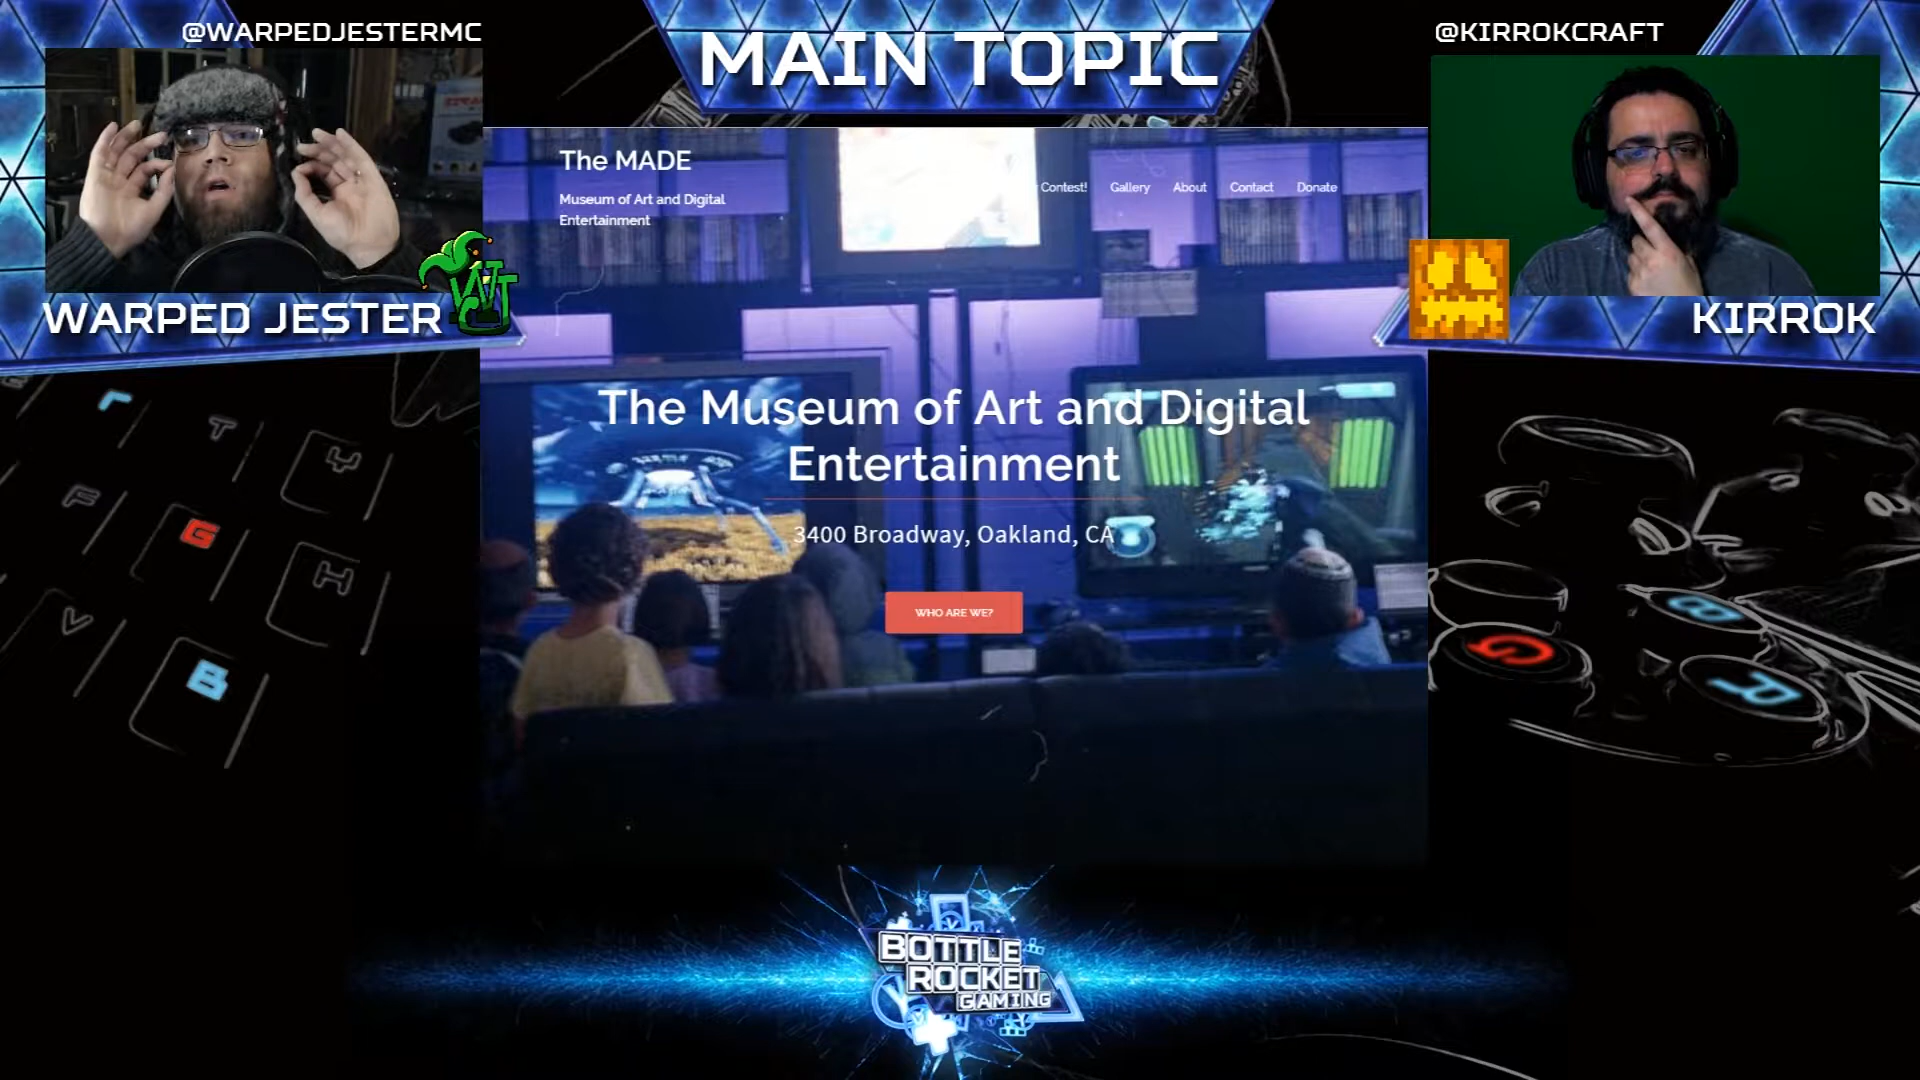 @WARPEDJESTERMC
MAIN TOPIC
@KIRROKCRAFT
The MADE
Museum of Art and Digital
Entertainment
Contest!
Gallery
About
Contact
Donate
WARPED JESTER
WJ
KIRROK
The Museum of Art and Digital
Entertainment
3400 Broadway, Oakland, CA
WHO ARE WE?
T
Y
F
G
H
V
B
G
B
R
BOTTLE
ROCKET
GAMING